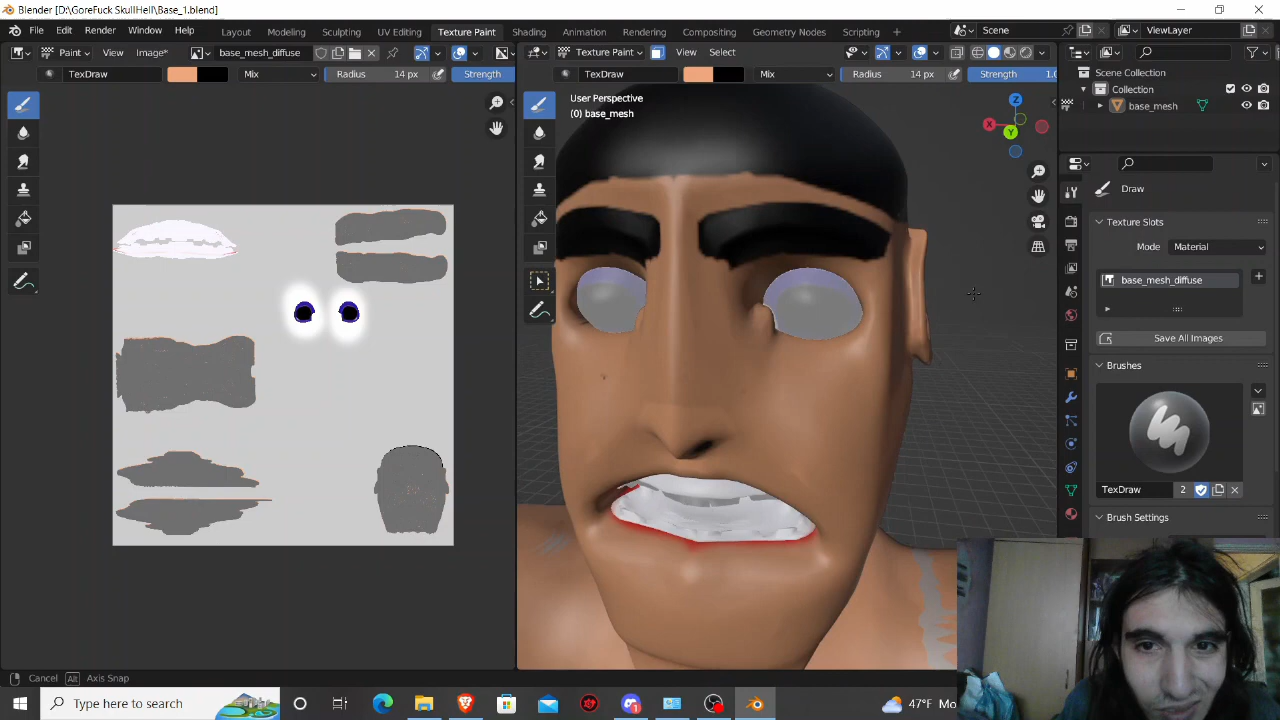 Blender [D:\GoreFuck SkullHell\Base_1.blend]
File Edit Render Window Help Layout Modeling Sculpting UV Editing Texture Paint Shading Animation Rendering Compositing Geometry Nodes Scripting Scene ViewLayer
Paint View Image* base_mesh_diffuse Texture Paint View Select
TexDraw Mix Radius 14 px Strength TexDraw Mix Radius 14 px Strength 1.0
Scene Collection
Collection
base_mesh
User Perspective
(0) base_mesh
Z
X
Y
Draw
Texture Slots
Mode Material
base_mesh_diffuse
Save All Images
Brushes
TexDraw 2
Brush Settings
Cancel Alt Axis Snap
Type here to search
47°F Mo